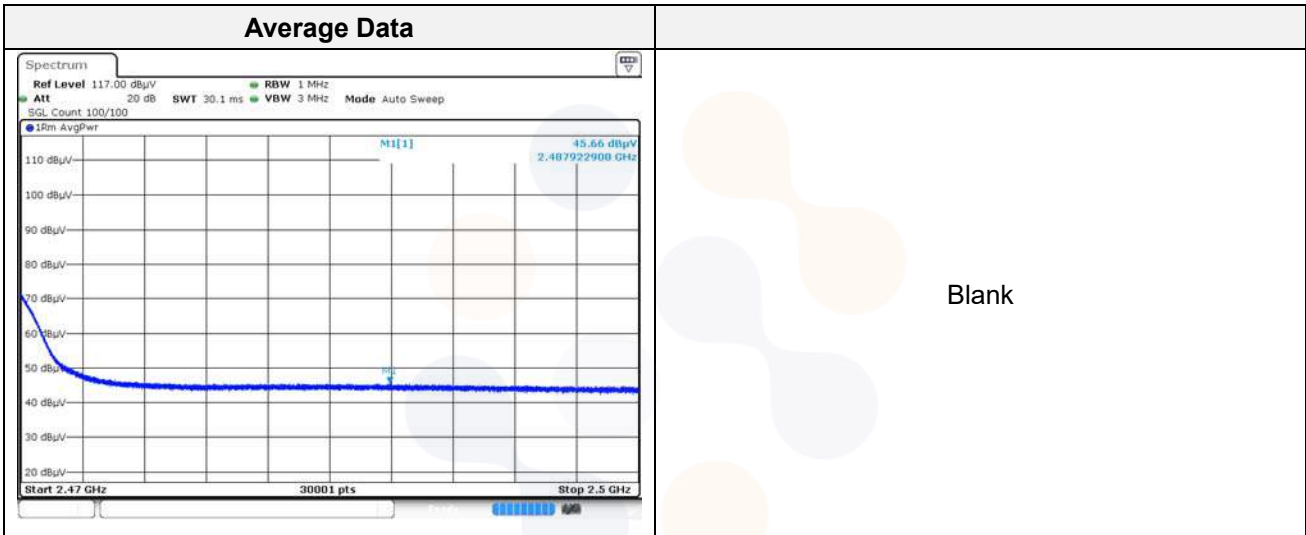 Average Data
Spectrum
Ref Level 117.00 dBµV RBW 1 MHz
Att 20 dB SWT 30.1 ms VBW 3 MHz Mode Auto Sweep
SGL Count 100/100
1Rm AvgPwr
M1[1] 45.66 dBµV
2.487922900 GHz
110 dBµV
100 dBµV
90 dBµV
80 dBµV
70 dBµV
60 dBµV
50 dBµV
M1
40 dBµV
30 dBµV
20 dBµV
Start 2.47 GHz 30001 pts Stop 2.5 GHz
Blank